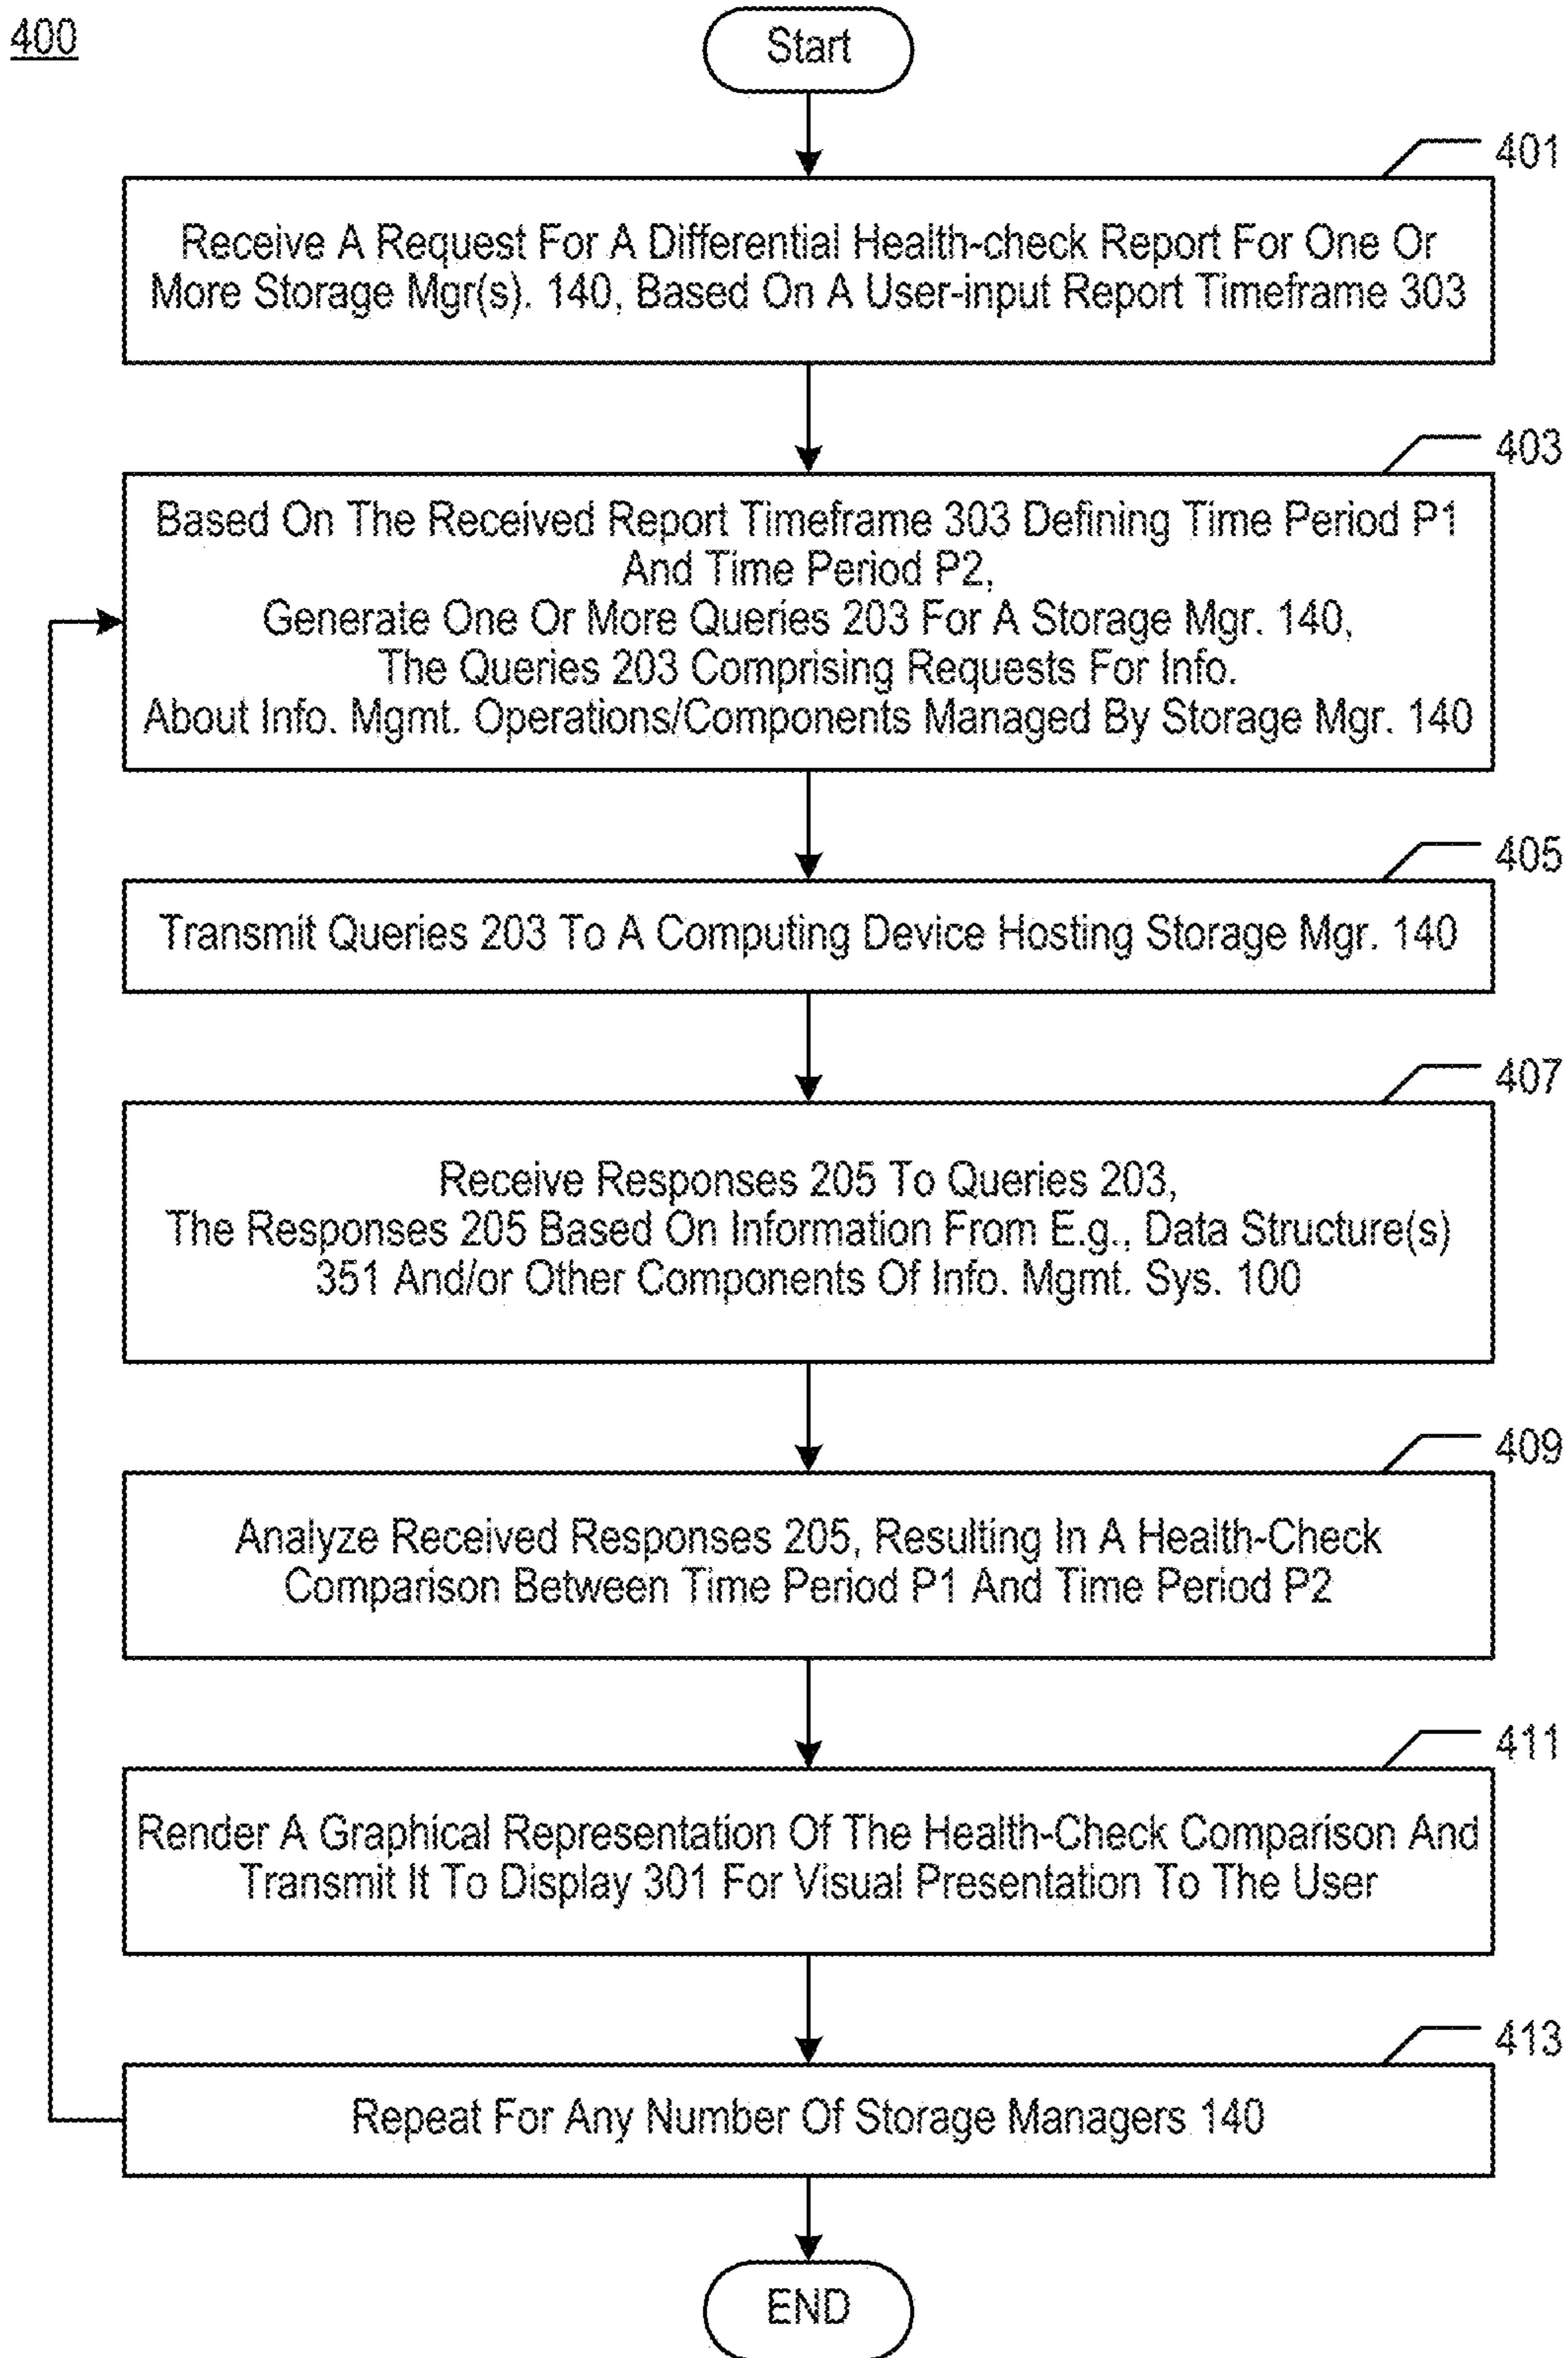 400
Start
401
Receive A Request For A Differential Health-check Report For One Or
More Storage Mgr(s). 140, Based On A User-input Report Timeframe 303
403
Based On The Received Report Timeframe 303 Defining Time Period P1
And Time Period P2,
Generate One Or More Queries 203 For A Storage Mgr. 140,
The Queries 203 Comprising Requests For Info.
About Info. Mgmt. Operations/Components Managed By Storage Mgr. 140
405
Transmit Queries 203 To A Computing Device Hosting Storage Mgr. 140
407
Receive Responses 205 To Queries 203,
The Responses 205 Based On Information From E.g., Data Structure(s)
351 And/or Other Components Of Info. Mgmt. Sys. 100
409
Analyze Received Responses 205, Resulting In A Health-Check
Comparison Between Time Period P1 And Time Period P2
411
Render A Graphical Representation Of The Health-Check Comparison And
Transmit It To Display 301 For Visual Presentation To The User
413
Repeat For Any Number Of Storage Managers 140
END